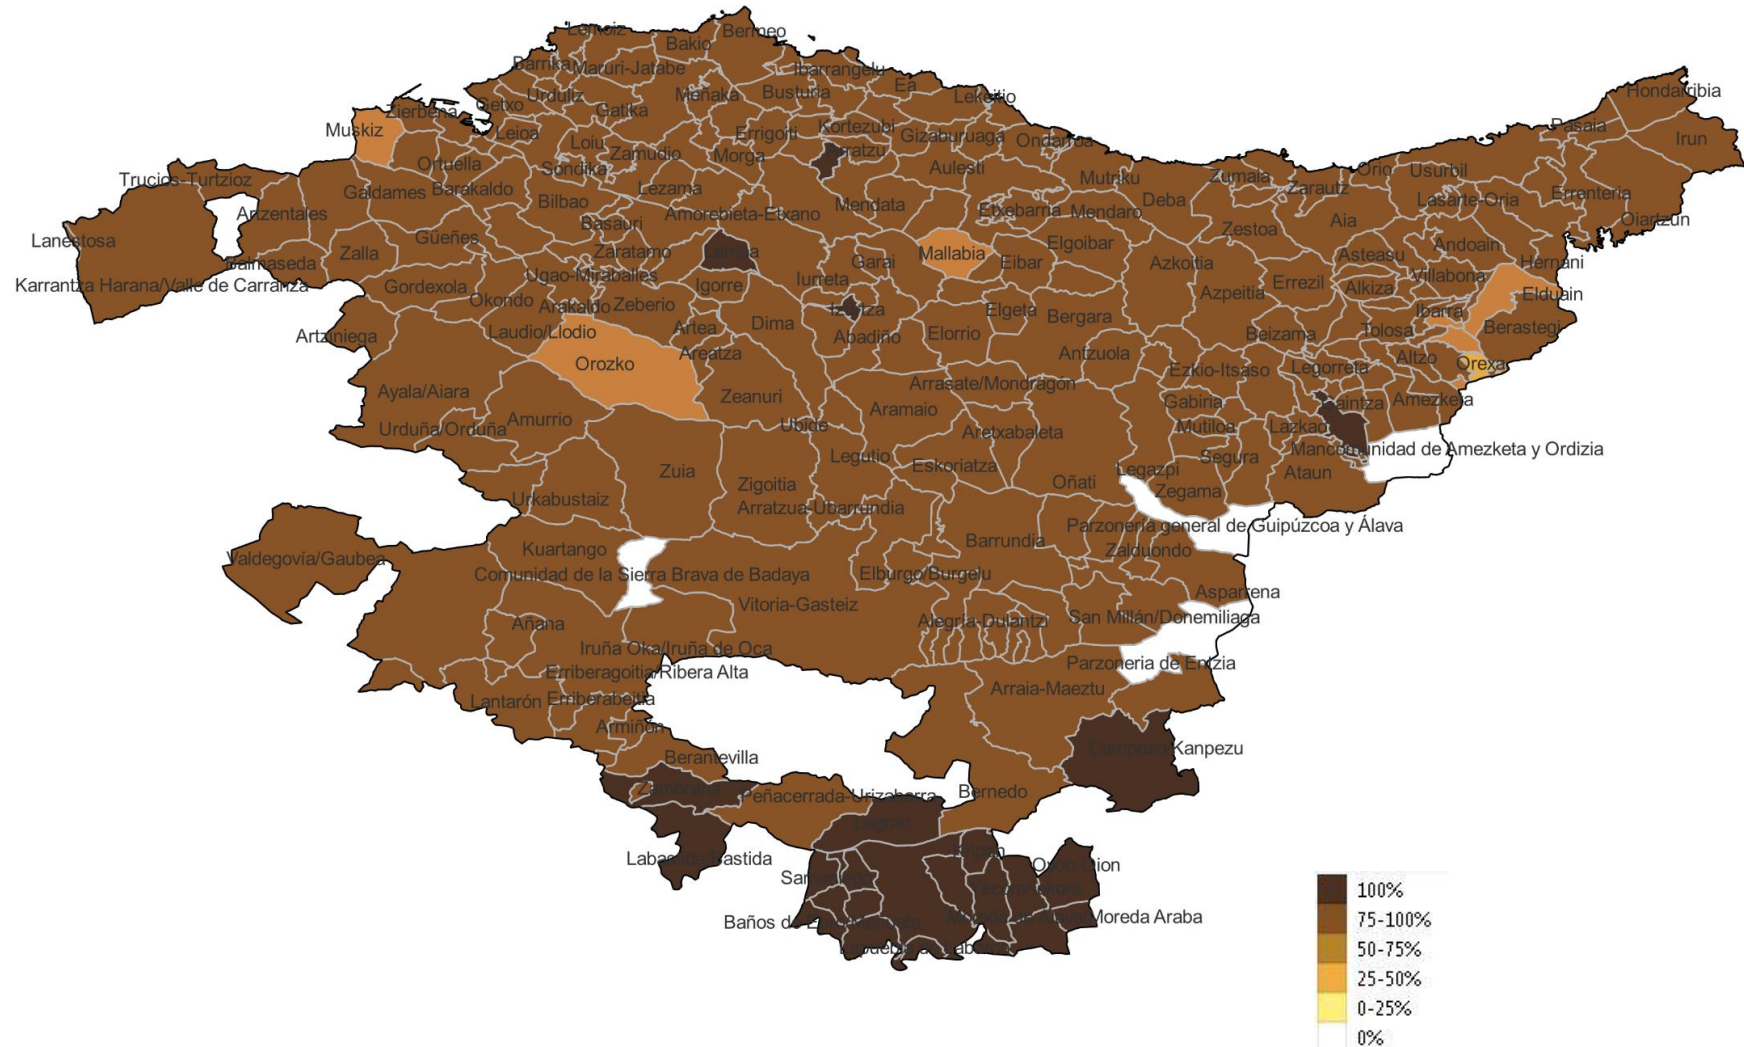 Lemoiz
Bermeo
Bakio
Barrika
Maruri-Jatabe
Ibarrangelu
Ea
Urduliz
Meñaka
Busturia
Lekeitio
Hondarribia
Getxo
Gatika
Zierbena
Muskiz
Leioa
Loiu
Errigoiti
Kortezubi
Gizaburuaga
Ondarroa
Pasaia
Irun
Zamudio
Morga
Ortuella
Sondika
Aulesti
Trucios-Turtzioz
Galdames
Barakaldo
Lezama
Mutriku
Zumaia
Zarautz
Orio
Usurbil
Bilbao
Mendata
Deba
Lasarte-Oria
Errenteria
Artzentales
Basauri
Amorebieta-Etxano
Etxebarria
Mendaro
Zestoa
Aia
Oiartzun
Lanestosa
Zalla
Güeñes
Zaratamo
Mallabia
Elgoibar
Andoain
Balmaseda
Garai
Eibar
Azkoitia
Asteasu
Hernani
Karrantza Harana/Valle de Carranza
Gordexola
Ugao-Miraballes
Igorre
Iurreta
Azpeitia
Errezil
Alkiza
Villabona
Elduain
Okondo
Arakaldo
Zeberio
Elgeta
Bergara
Ibarra
Artziniega
Laudio/Llodio
Artea
Dima
Abadiño
Elorrio
Beizama
Tolosa
Berastegi
Orozko
Areatza
Antzuola
Ezkio-Itsaso
Legorreta
Altzo
Orexa
Ayala/Aiara
Zeanuri
Arrasate/Mondragón
Gabiria
Amezketa
Urduña/Orduña
Amurrio
Ubide
Aramaio
Aretxabaleta
Mutiloa
Lazkao
Zuia
Zigoitia
Legutio
Eskoriatza
Oñati
Legazpi
Segura
Ataun
Mancomunidad de Amezketa y Ordizia
Urkabustaiz
Arratzua-Ubarrundia
Zegama
Parzonería general de Guipúzcoa y Álava
Valdegovía/Gaubea
Kuartango
Barrundia
Zalduondo
Comunidad de la Sierra Brava de Badaya
Elburgo/Burgelu
Asparrena
Añana
Vitoria-Gasteiz
Alegría-Dulantzi
San Millán/Donemiliaga
Iruña Oka/Iruña de Oca
Erriberagoitia/Ribera Alta
Parzoneria de Entzia
Lantarón
Erriberabeitia
Arraia-Maeztu
Armiñón
Berantevilla
Campezo/Kanpezu
Zambrana
Peñacerrada-Urizaharra
Bernedo
Lagrán
Labastida/Bastida
100%
75-100%
50-75%
25-50%
0-25%
0%